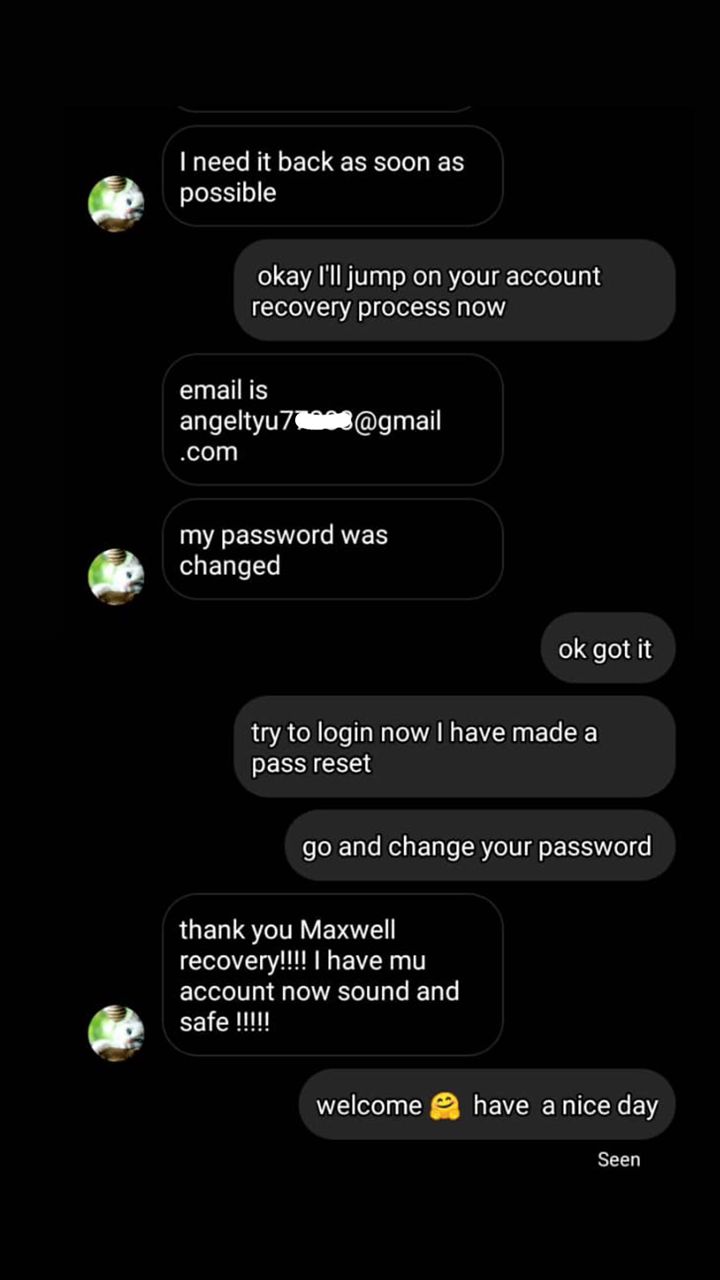 I need it back as soon as
possible
okay I'll jump on your account
recovery process now
email is
angeltyu7 @gmail
.com
my password was
changed
ok got it
try to login now I have made a
pass reset
go and change your password
thank you Maxwell
recovery!!!! I have mu
account now sound and
safe !!!!!
welcome 🤗 have a nice day
Seen